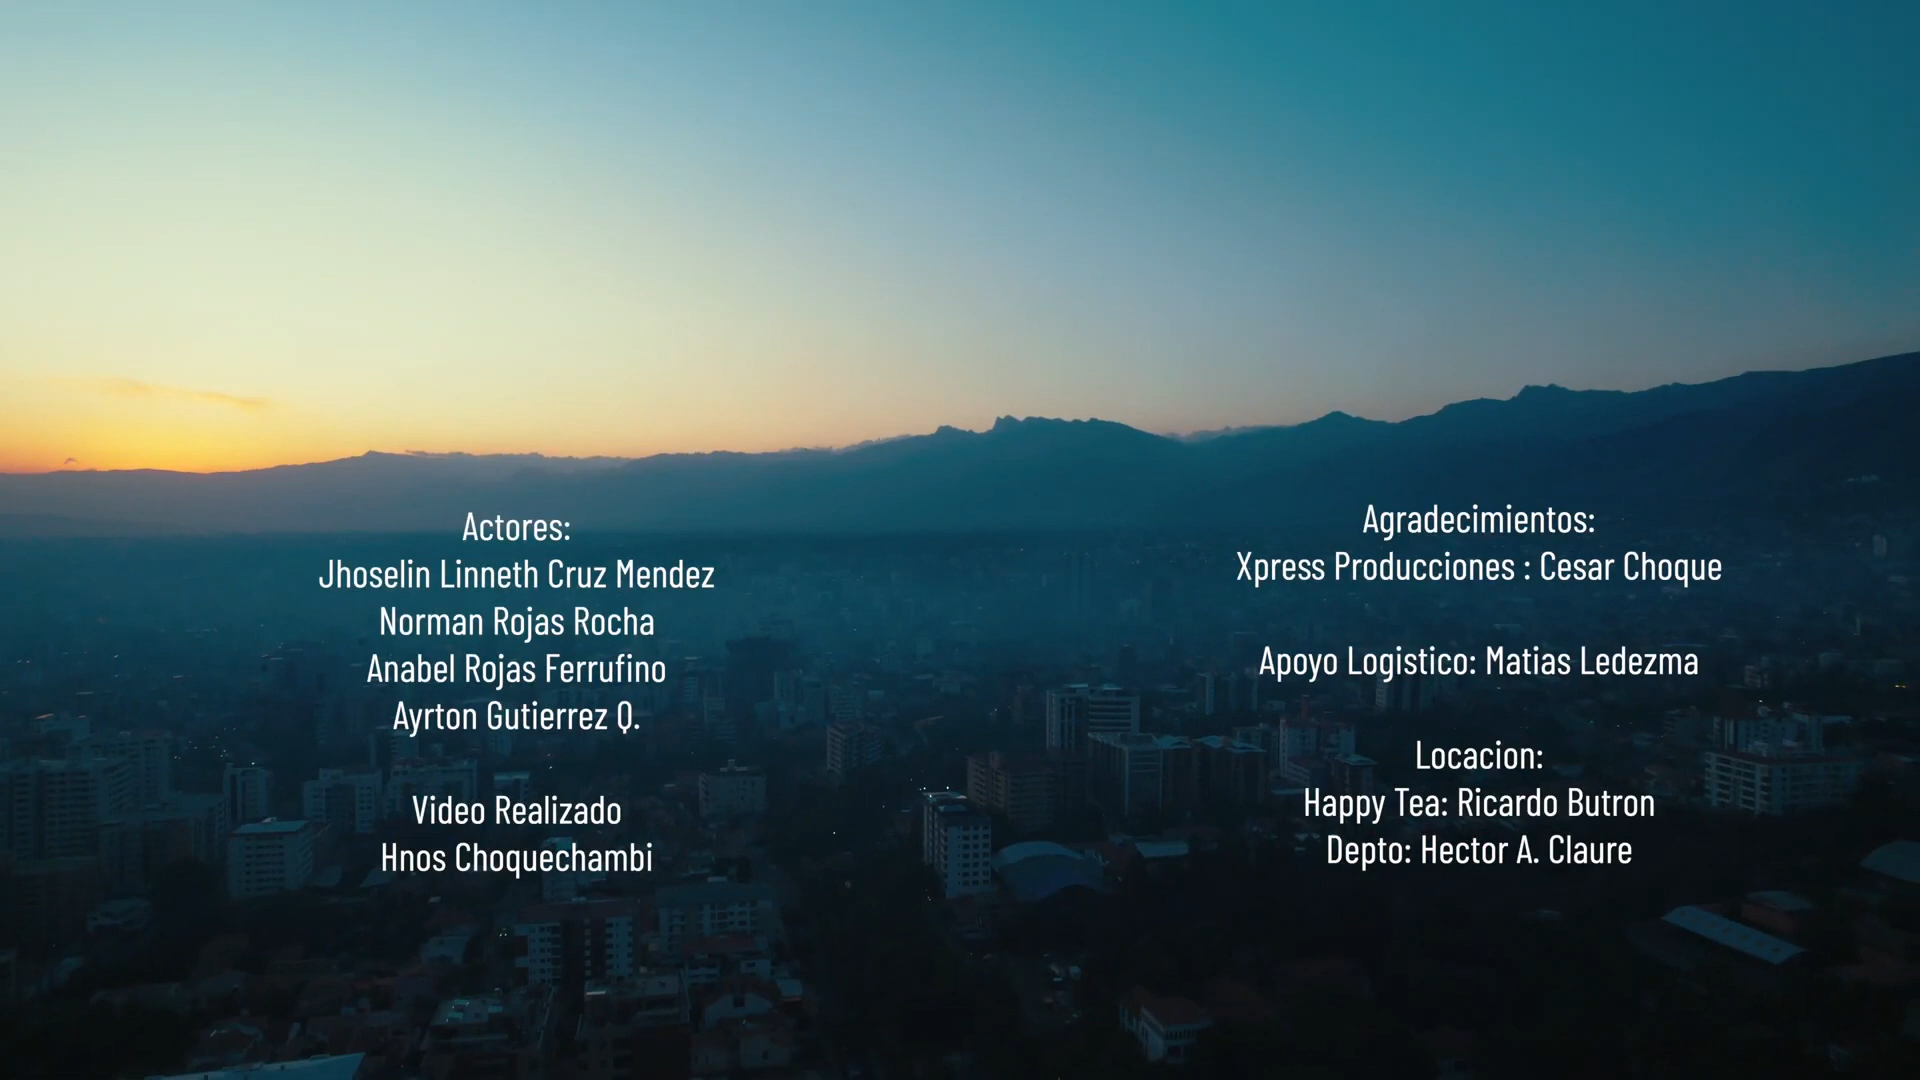 Actores:
Jhoselin Linneth Cruz Mendez
Norman Rojas Rocha
Anabel Rojas Ferrufino
Ayrton Gutierrez Q.
Video Realizado
Hnos Choquechambi
Agradecimientos:
Xpress Producciones : Cesar Choque
Apoyo Logistico: Matias Ledezma
Locacion:
Happy Tea: Ricardo Butron
Depto: Hector A. Claure